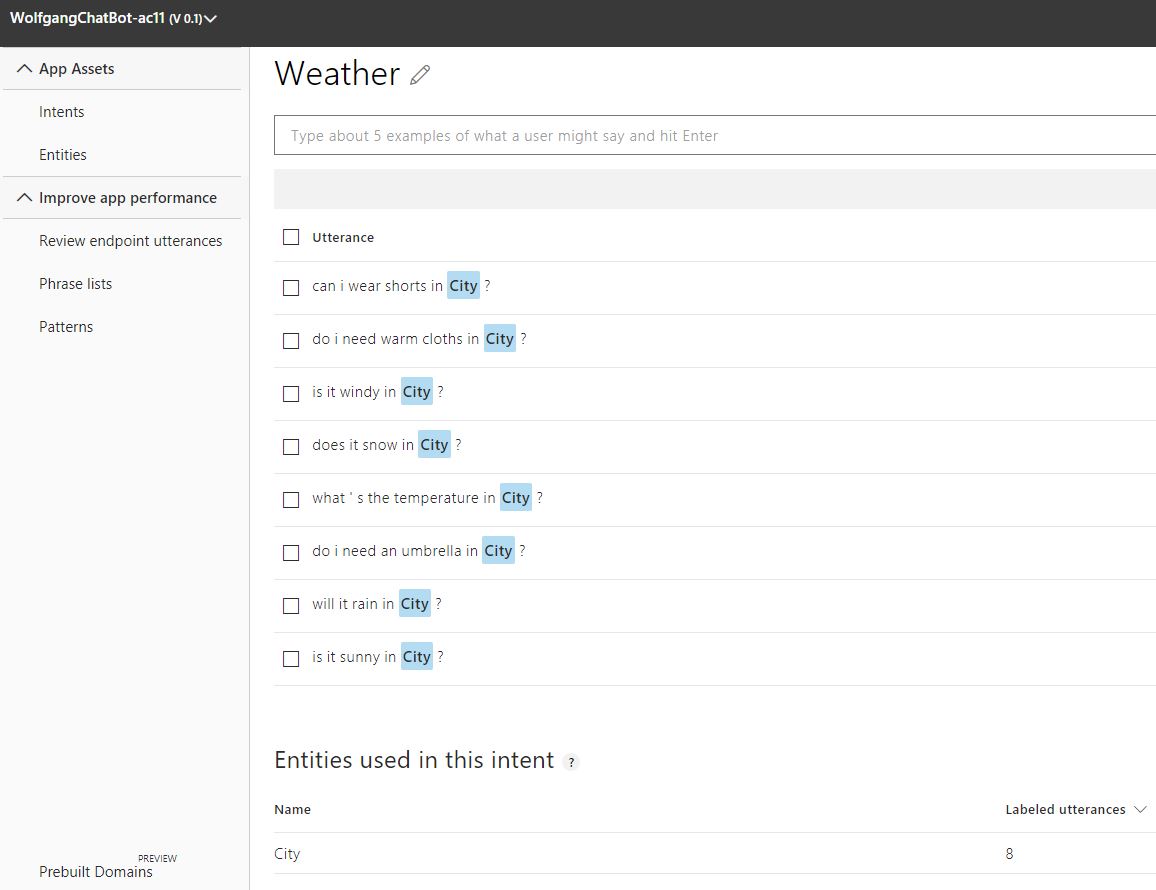 WolfgangChatBot-ac11 (V 0.1)
App Assets
Intents
Entities
Improve app performance
Review endpoint utterances
Phrase lists
Patterns
PREVIEW
Prebuilt Domains
Weather
Type about 5 examples of what a user might say and hit Enter
Utterance
can i wear shorts in City ?
do i need warm cloths in City ?
is it windy in City ?
does it snow in City ?
what ' s the temperature in City ?
do i need an umbrella in City ?
will it rain in City ?
is it sunny in City ?
Entities used in this intent ?
Name Labeled utterances
City 8